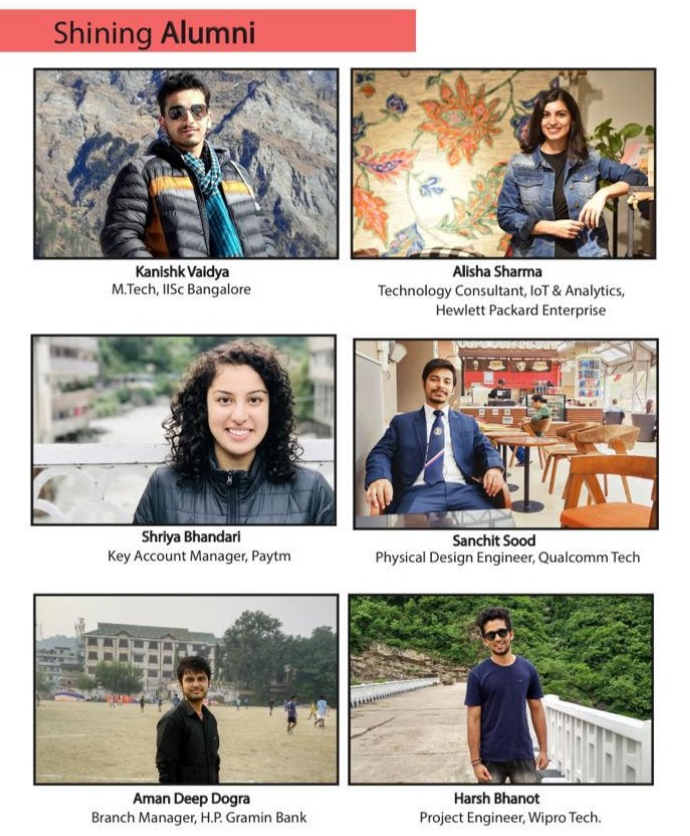 Shining Alumni
Kanishk Vaidya
M.Tech, IISc Bangalore
Alisha Sharma
Technology Consultant, IoT & Analytics,
Hewlett Packard Enterprise
Shriya Bhandari
Key Account Manager, Paytm
Sanchit Sood
Physical Design Engineer, Qualcomm Tech
Aman Deep Dogra
Branch Manager, H.P. Gramin Bank
Harsh Bhanot
Project Engineer, Wipro Tech.